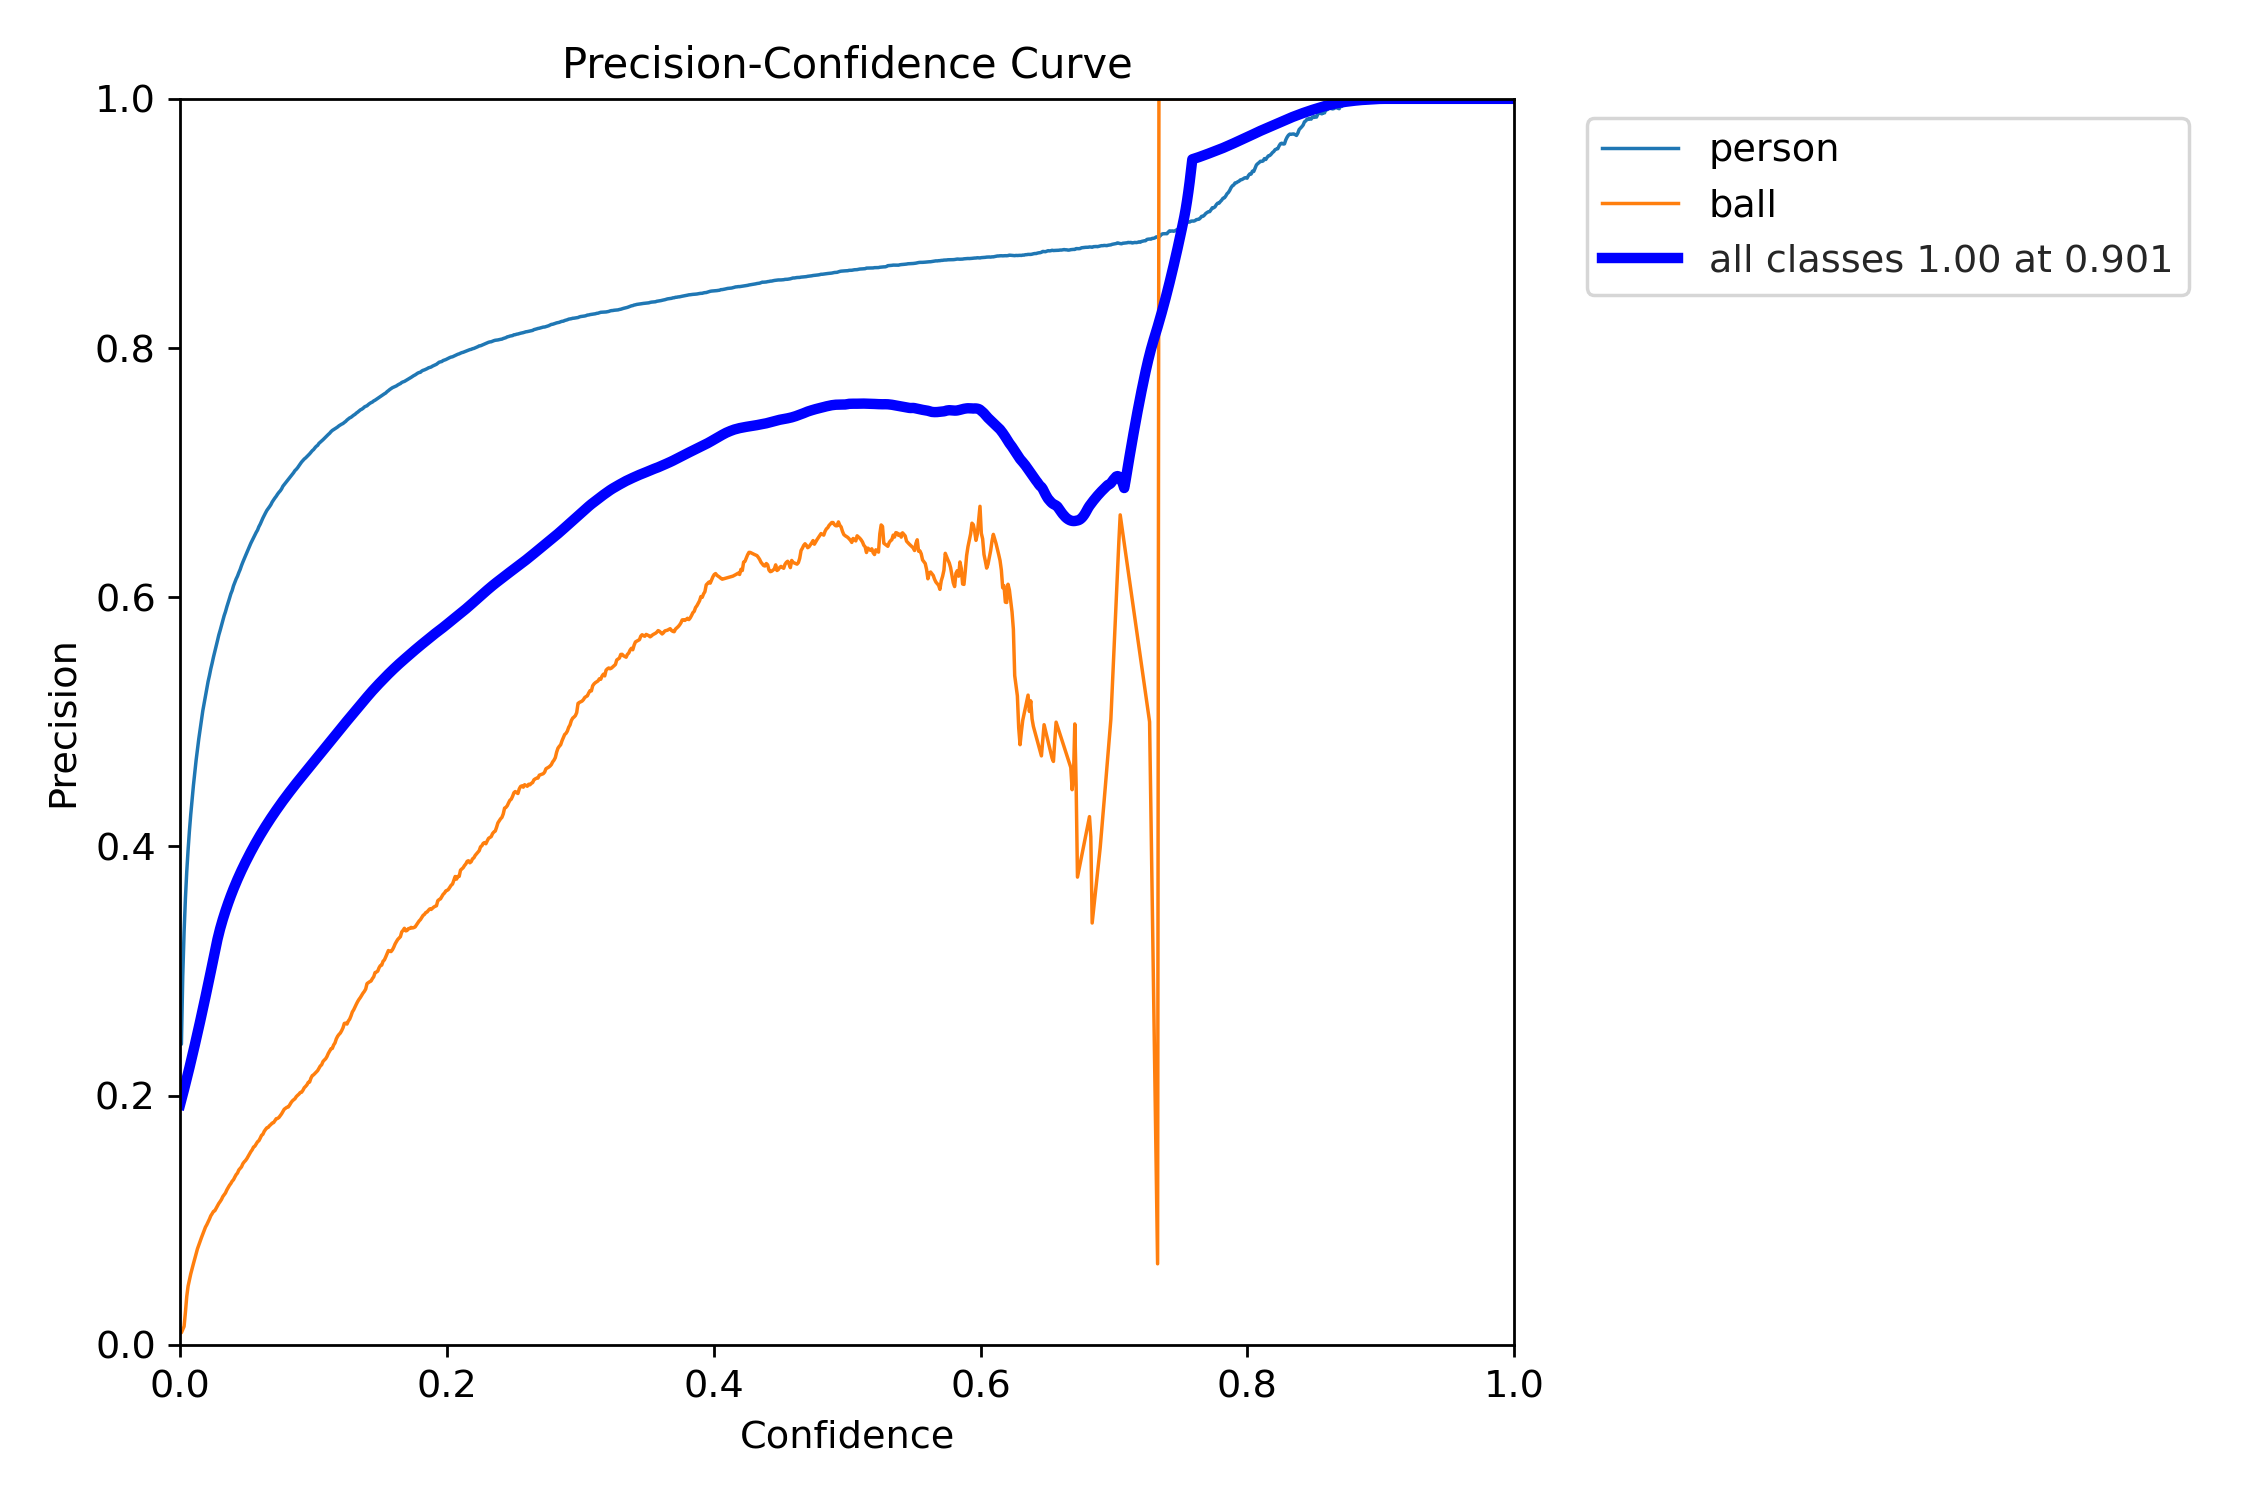 Precision-Confidence Curve
1.0
0.8
0.6
0.4
0.2
0.0
Precision
0.0 0.2 0.4 0.6 0.8 1.0
Confidence
person
ball
all classes 1.00 at 0.901